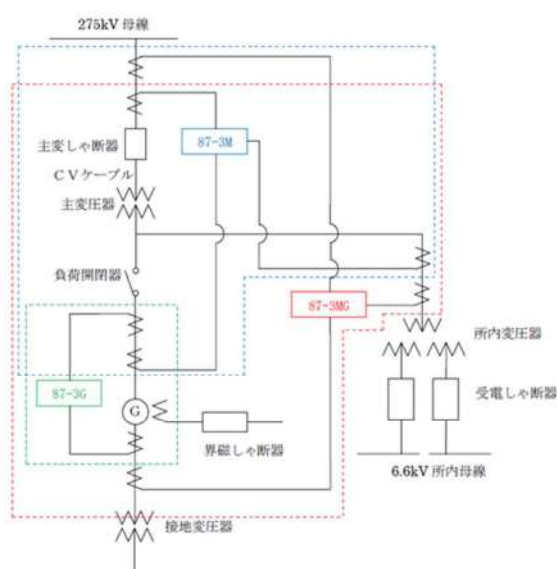 275kV 母線
主変しゃ断器
87-3M
CVケーブル
主変圧器
負荷開閉器
87-3MG
所内変圧器
87-3G
G
受電しゃ断器
界磁しゃ断器
6.6kV 所内母線
接地変圧器